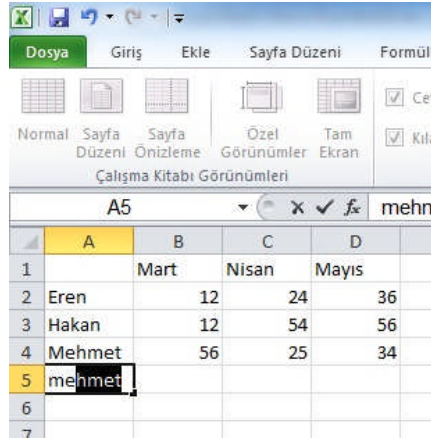 Dosya Giriş Ekle Sayfa Düzeni Formül
Normal Sayfa Düzeni Sayfa Önizleme Özel Görünümler Tam Ekran
Çalışma Kitabı Görünümleri
A5 fx mehm
A B C D
1 Mart Nisan Mayıs
2 Eren 12 24 36
3 Hakan 12 54 56
4 Mehmet 56 25 34
5 mehmet
6
7